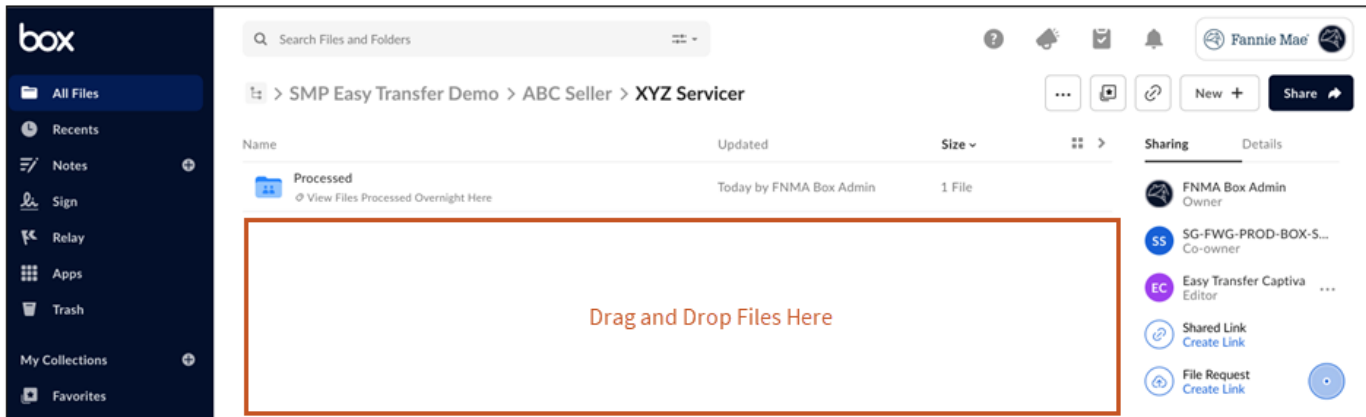 box
Search Files and Folders
Fannie Mae
All Files
SMP Easy Transfer Demo > ABC Seller > XYZ Servicer
...
New +
Share
Recents
Notes
Sign
Relay
Apps
Trash
My Collections
Favorites
Name
Updated
Size
Processed
View Files Processed Overnight Here
Today by FNMA Box Admin
1 File
Drag and Drop Files Here
Sharing
Details
FNMA Box Admin
Owner
SS
SG-FWG-PROD-BOX-S...
Co-owner
EC
Easy Transfer Captiva
Editor
...
Shared Link
Create Link
File Request
Create Link